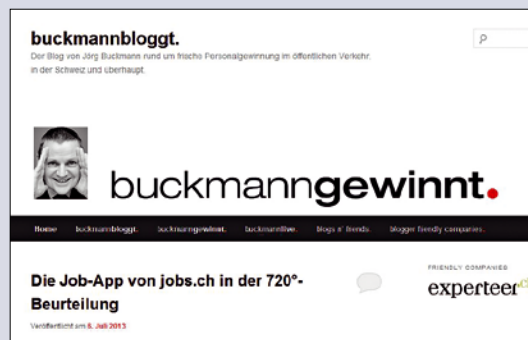 buckmannbloggt.
Der Blog von Jörg Buckmann rund um frische Personalgewinnung im öffentlichen Verkehr,
in der Schweiz und überhaupt.
buckmanngewinnt.
Home buckmannbloggt. buckmanngewinnt. buckmannlive. blogs n' friends. blogger friendly companies.
Die Job-App von jobs.ch in der 720°-
Beurteilung
Veröffentlicht am 5. Juli 2013
FRIENDLY COMPANIES
experteer